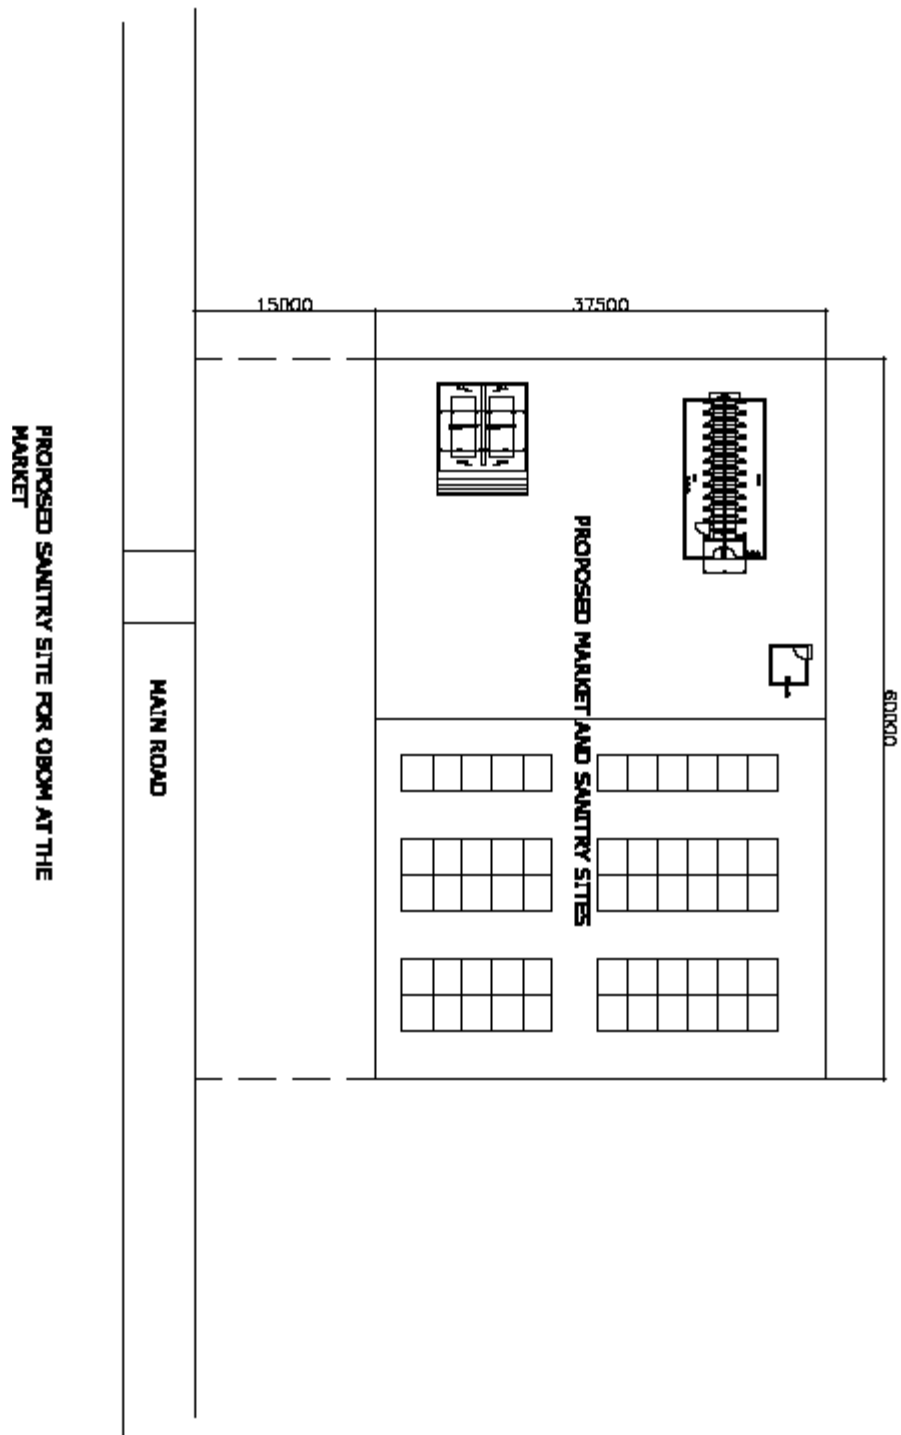 15000
37500
60000
PROPOSED MARKET AND SANITRY SITES
MAIN ROAD
PROPOSED SANITRY SITE FOR OBOM AT THE
MARKET